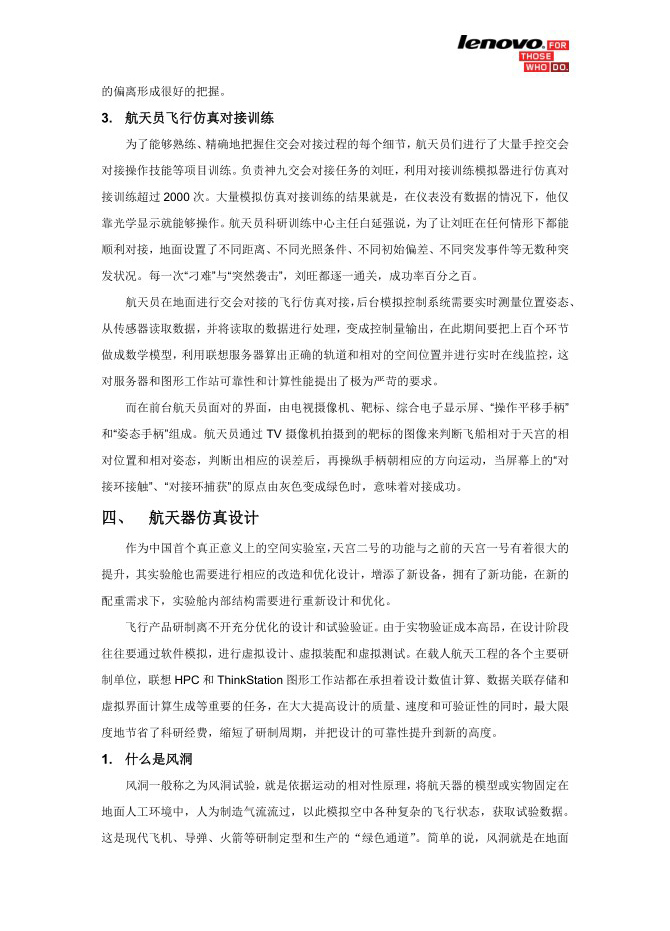 lenovo FOR
THOSE
WHO DO.
的偏离形成很好的把握。
3. 航天员飞行仿真对接训练
为了能够熟练、精确地把握住交会对接过程的每个细节，航天员们进行了大量手控交会
对接操作技能等项目训练。负责神九交会对接任务的刘旺，利用对接训练模拟器进行仿真对
接训练超过 2000 次。大量模拟仿真对接训练的结果就是，在仪表没有数据的情况下，他仅
靠光学显示就能够操作。航天员科研训练中心主任白延强说，为了让刘旺在任何情形下都能
顺利对接，地面设置了不同距离、不同光照条件、不同初始偏差、不同突发事件等无数种突
发状况。每一次“刁难”与“突然袭击”，刘旺都逐一通关，成功率百分之百。
航天员在地面进行交会对接的飞行仿真对接，后台模拟控制系统需要实时测量位置姿态、
从传感器读取数据，并将读取的数据进行处理，变成控制量输出，在此期间要把上百个环节
做成数学模型，利用联想服务器算出正确的轨道和相对的空间位置并进行实时在线监控，这
对服务器和图形工作站可靠性和计算性能提出了极为严苛的要求。
而在前台航天员面对的界面，由电视摄像机、靶标、综合电子显示屏、“操作平移手柄”
和“姿态手柄”组成。航天员通过 TV 摄像机拍摄到的靶标的图像来判断飞船相对于天宫的相
对位置和相对姿态，判断出相应的误差后，再操纵手柄朝相应的方向运动，当屏幕上的“对
接环接触”、“对接环捕获”的原点由灰色变成绿色时，意味着对接成功。
四、 航天器仿真设计
作为中国首个真正意义上的空间实验室，天宫二号的功能与之前的天宫一号有着很大的
提升，其实验舱也需要进行相应的改造和优化设计，增添了新设备，拥有了新功能，在新的
配重需求下，实验舱内部结构需要进行重新设计和优化。
飞行产品研制离不开充分优化的设计和试验验证。由于实物验证成本高昂，在设计阶段
往往要通过软件模拟，进行虚拟设计、虚拟装配和虚拟测试。在载人航天工程的各个主要研
制单位，联想 HPC 和 ThinkStation 图形工作站都在承担着设计数值计算、数据关联存储和
虚拟界面计算生成等重要的任务，在大大提高设计的质量、速度和可验证性的同时，最大限
度地节省了科研经费，缩短了研制周期，并把设计的可靠性提升到新的高度。
1. 什么是风洞
风洞一般称之为风洞试验，就是依据运动的相对性原理，将航天器的模型或实物固定在
地面人工环境中，人为制造气流流过，以此模拟空中各种复杂的飞行状态，获取试验数据。
这是现代飞机、导弹、火箭等研制定型和生产的“绿色通道”。简单的说，风洞就是在地面